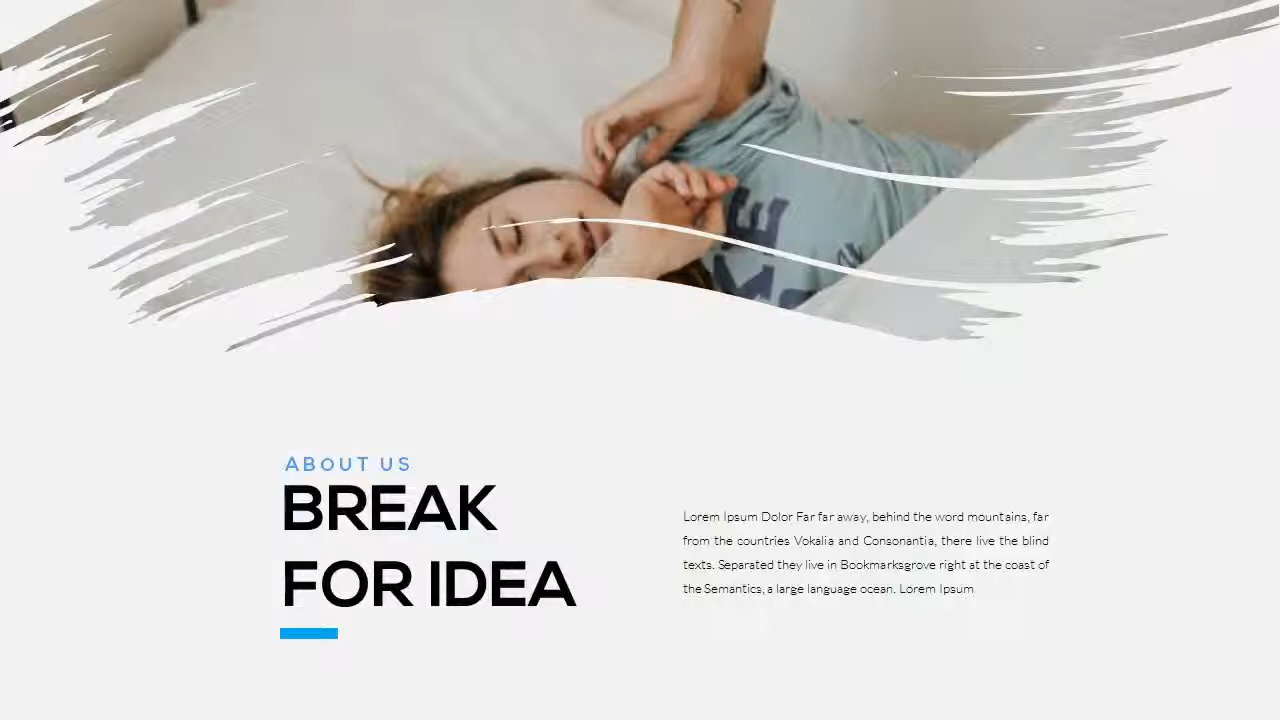 ABOUT US
BREAK
FOR IDEA
Lorem Ipsum Dolor Far far away, behind the word mountains, far
from the countries Vokalia and Consonantia, there live the blind
texts. Separated they live in Bookmarksgrove right at the coast of
the Semantics, a large language ocean. Lorem Ipsum